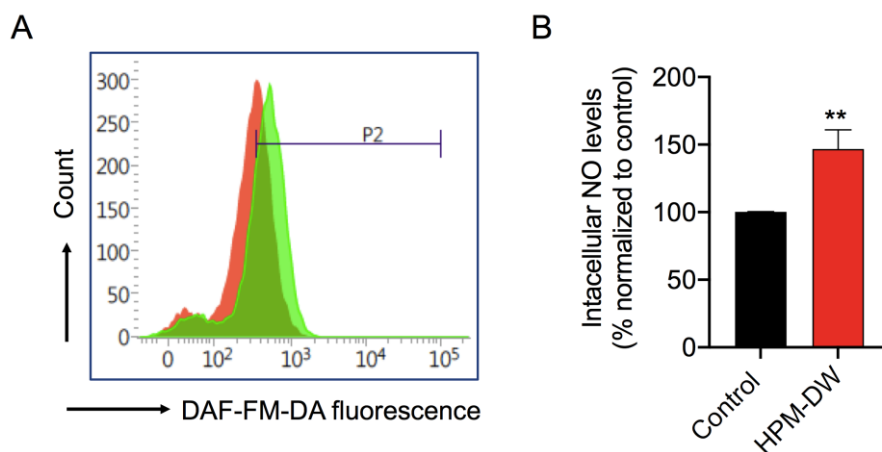 A
300
250
200
150
100
50
0
Count
P2
0 10² 10³ 10⁴ 10⁵
DAF-FM-DA fluorescence
B
Intacellular NO levels
(% normalized to control)
200
150
100
50
0
**
Control
HPM-DW